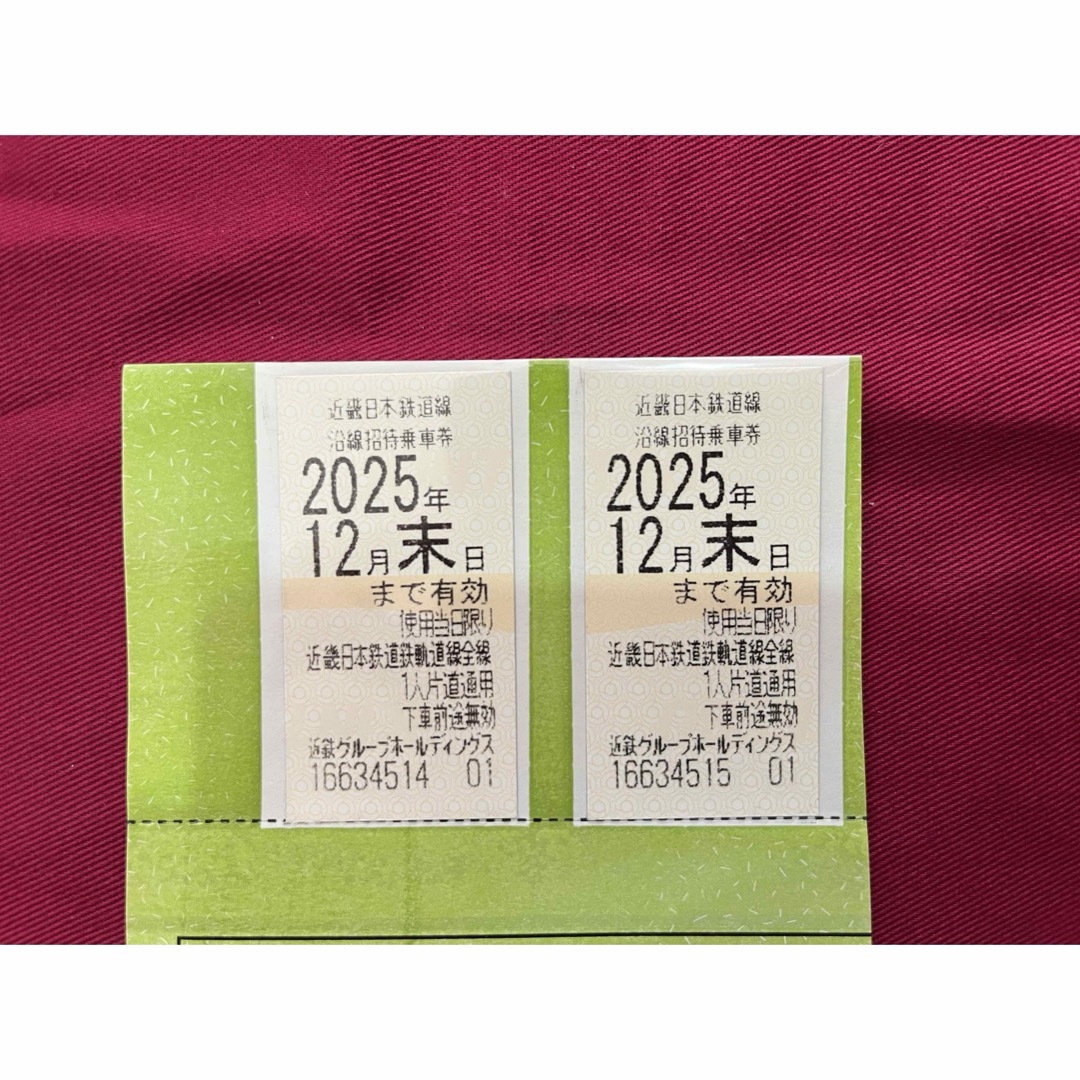 近畿日本鉄道線
沿線招待乗車券
2025年
12月末日
まで有効
使用当日限り
近畿日本鉄道鉄軌道線全線
1人片道通用
下車前途無効
近鉄グループホールディングス
16634514 01
近畿日本鉄道線
沿線招待乗車券
2025年
12月末日
まで有効
使用当日限り
近畿日本鉄道鉄軌道線全線
1人片道通用
下車前途無効
近鉄グループホールディングス
16634515 01